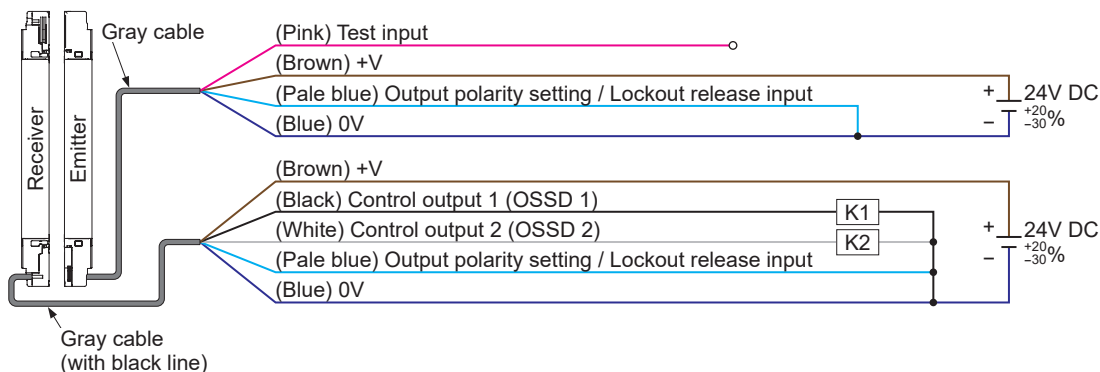 Gray cable
Receiver
Emitter
(Pink) Test input
(Brown) +V
(Pale blue) Output polarity setting / Lockout release input
(Blue) 0V
+
−
24V DC
+20
−30 %
(Brown) +V
(Black) Control output 1 (OSSD 1)
K1
(White) Control output 2 (OSSD 2)
K2
(Pale blue) Output polarity setting / Lockout release input
(Blue) 0V
+
−
24V DC
+20
−30 %
Gray cable
(with black line)